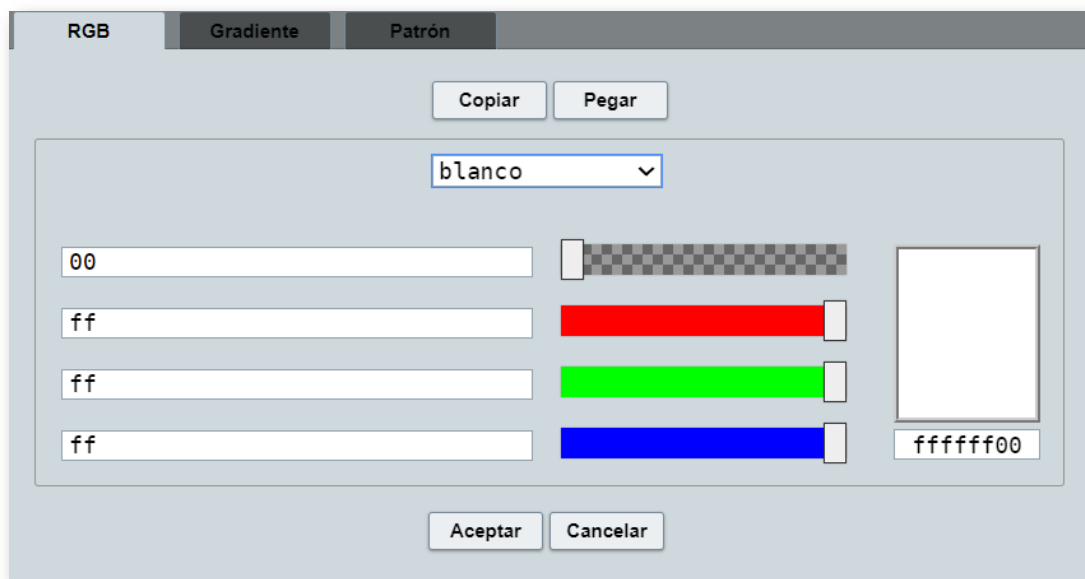 RGB Gradiente Patrón
Copiar Pegar
blanco
00
ff
ff
ff
ffffff00
Aceptar Cancelar